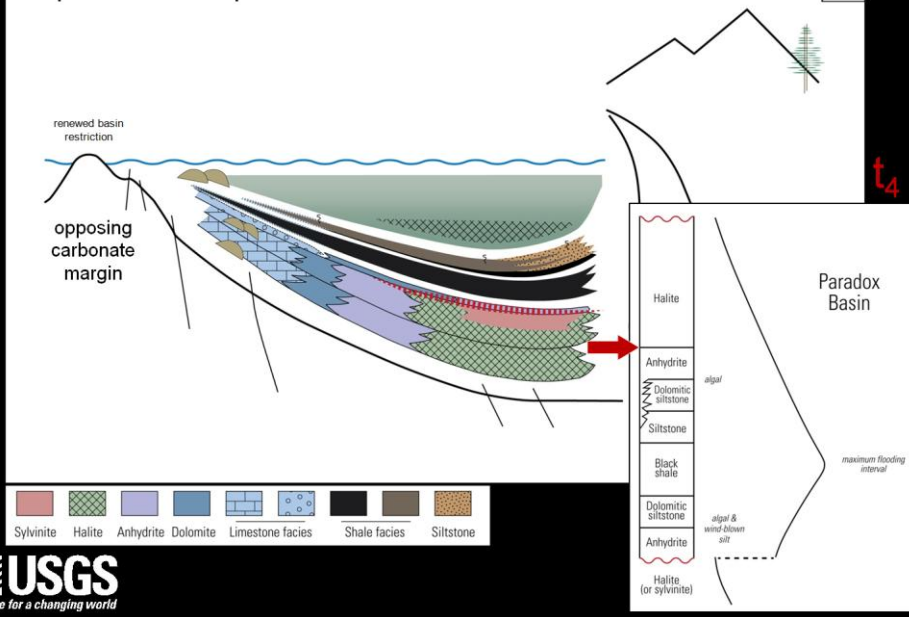 renewed basin
restriction
opposing
carbonate
margin
t4
Paradox
Basin
Halite
Anhydrite
algal
Dolomitic
siltstone
Siltstone
Black
shale
maximum flooding
interval
Dolomitic
siltstone
algal &
wind-blown
silt
Anhydrite
Halite
(or sylvinite)
S
S
S
Sylvinite Halite Anhydrite Dolomite Limestone facies Shale facies Siltstone
USGS
for a changing world